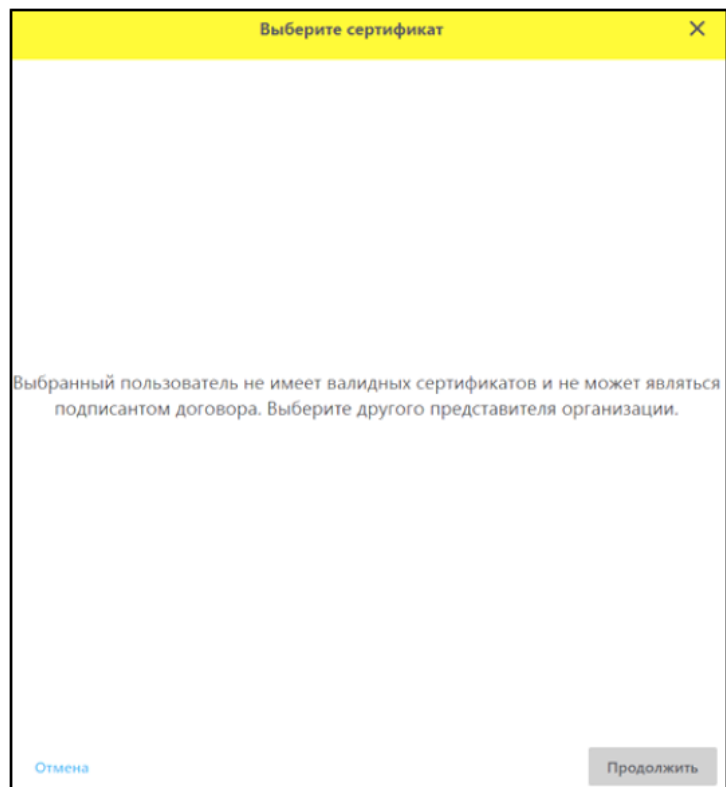 Выберите сертификат
Выбранный пользователь не имеет валидных сертификатов и не может являться
подписантом договора. Выберите другого представителя организации.
Отмена
Продолжить